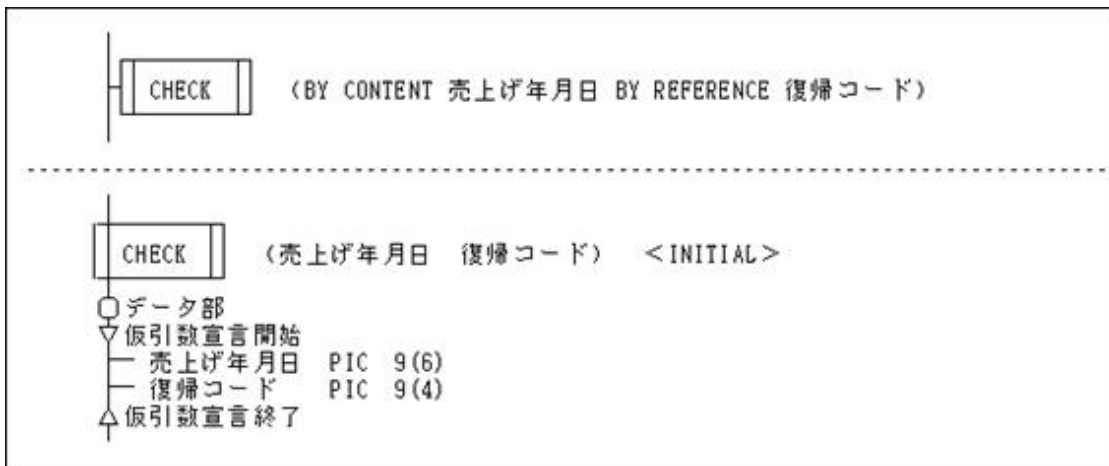 CHECK (BY CONTENT 売上げ年月日 BY REFERENCE 復帰コード)
CHECK (売上げ年月日 復帰コード) <INITIAL>
データ部
仮引数宣言開始
売上げ年月日 PIC 9(6)
復帰コード PIC 9(4)
仮引数宣言終了